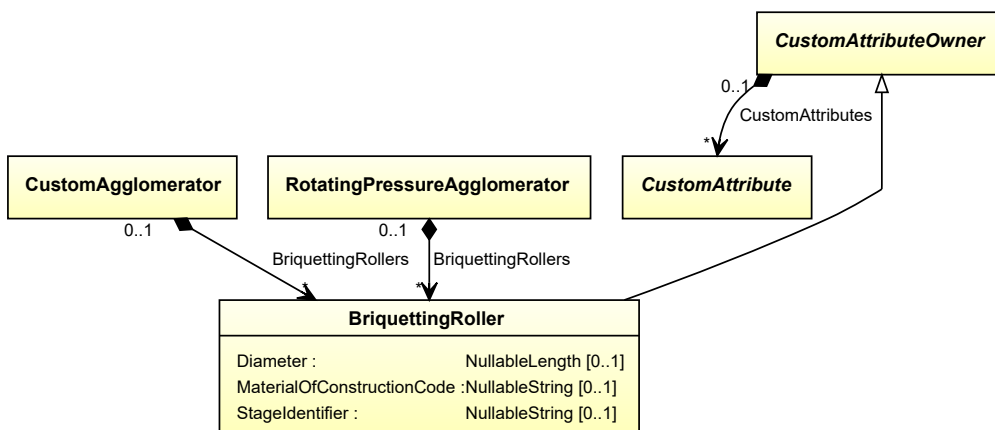 CustomAttributeOwner
0..1
CustomAttributes
*
CustomAgglomerator
RotatingPressureAgglomerator
CustomAttribute
0..1
0..1
BriquettingRollers
BriquettingRollers
*
*
BriquettingRoller
Diameter : NullableLength [0..1]
MaterialOfConstructionCode :NullableString [0..1]
StageIdentifier : NullableString [0..1]